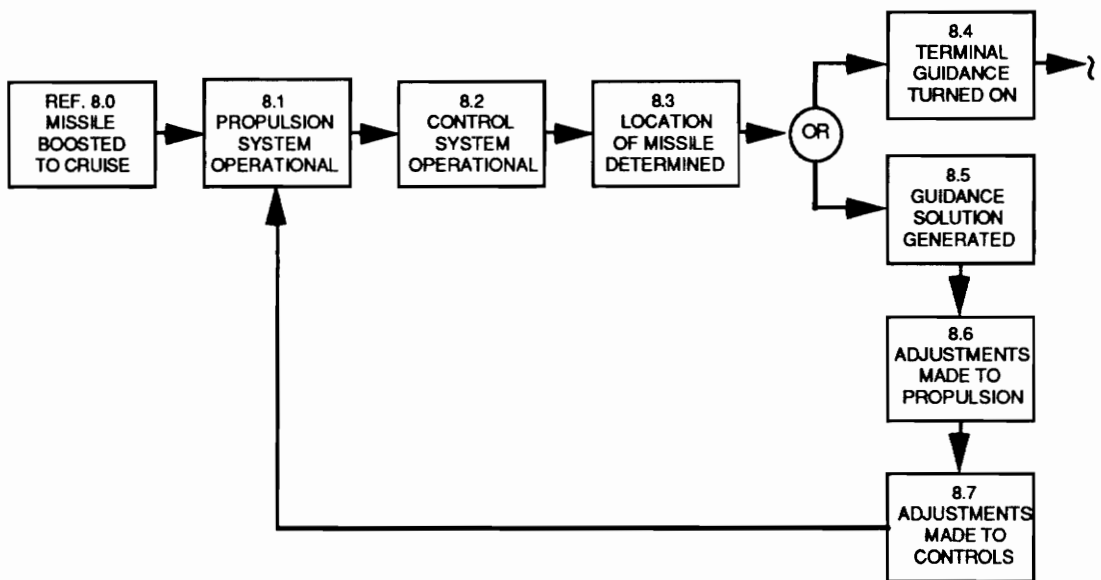 REF. 8.0
MISSILE
BOOSTED
TO CRUISE
8.1
PROPULSION
SYSTEM
OPERATIONAL
8.2
CONTROL
SYSTEM
OPERATIONAL
8.3
LOCATION
OF MISSILE
DETERMINED
OR
8.4
TERMINAL
GUIDANCE
TURNED ON
8.5
GUIDANCE
SOLUTION
GENERATED
8.6
ADJUSTMENTS
MADE TO
PROPULSION
8.7
ADJUSTMENTS
MADE TO
CONTROLS